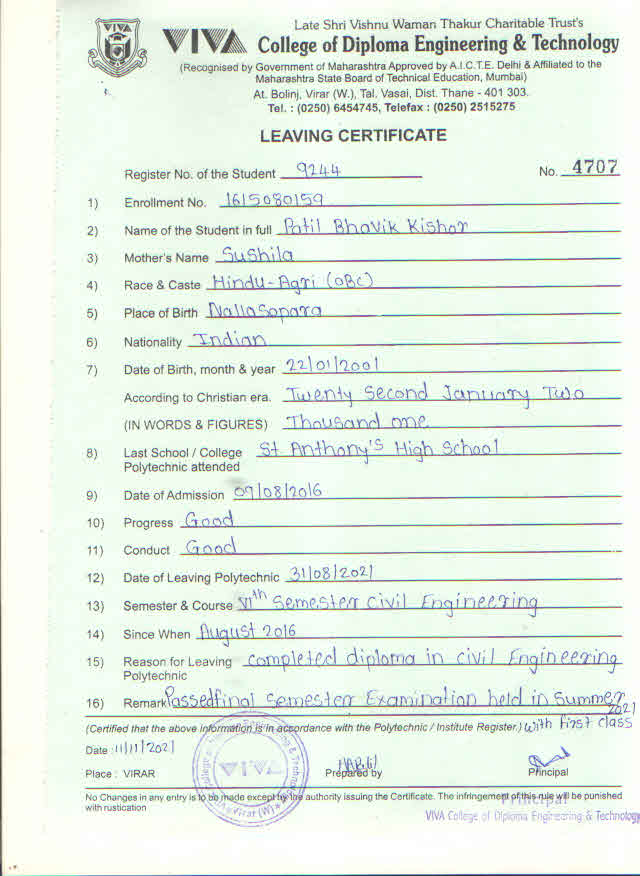 Late Shri Vishnu Waman Thakur Charitable Trust's
VIVA College of Diploma Engineering & Technology
(Recognised by Government of Maharashtra Approved by A.I.C.T.E. Delhi & Affiliated to the
Maharashtra State Board of Technical Education, Mumbai)
At. Bolinj, Virar (W.), Tal. Vasai, Dist. Thane - 401 303.
Tel. : (0250) 6454745, Telefax : (0250) 2515275
LEAVING CERTIFICATE
Register No. of the Student 9244 No. 4707
1) Enrollment No. 1615080159
2) Name of the Student in full Patil Bhavik Kishor
3) Mother's Name Sushila
4) Race & Caste Hindu-Agri (OBC)
5) Place of Birth Nallasopara
6) Nationality Indian
7) Date of Birth, month & year 22/01/2001
According to Christian era. Twenty Second January Two
(IN WORDS & FIGURES) Thousand one
8) Last School / College St. Anthony's High School
Polytechnic attended
9) Date of Admission 09/08/2016
10) Progress Good
11) Conduct Good
12) Date of Leaving Polytechnic 31/08/2021
13) Semester & Course VIth Semester Civil Engineering
14) Since When August 2016
15) Reason for Leaving completed diploma in civil Engineering
Polytechnic
16) Remark Passed final Semester Examination held in Summer
2021
(Certified that the above information is in accordance with the Polytechnic / Institute Register.) with First class
Date : 11/11/2021
VIVA
Place : VIRAR Prepared by Principal
No Changes in any entry is to be made except by the authority issuing the Certificate. The infringement of this rule will be punished
with rustication
Principal
VIVA College of Diploma Engineering & Technology